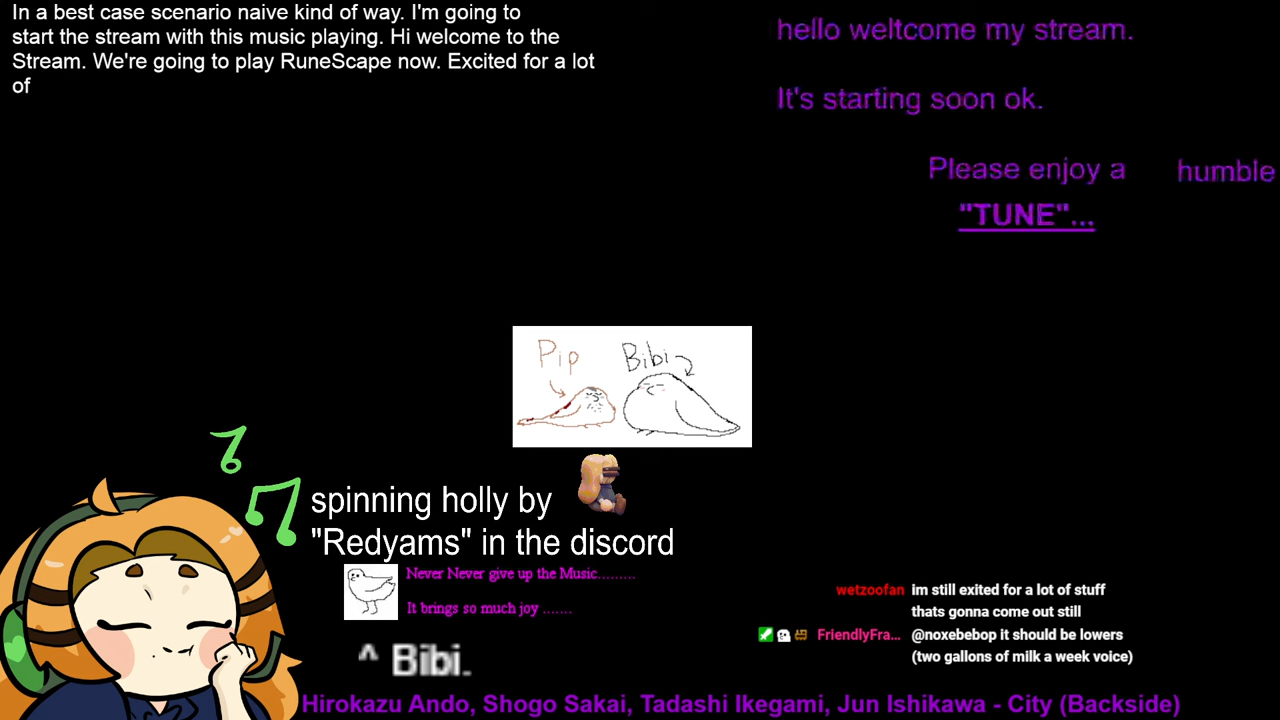 In a best case scenario naive kind of way. I'm going to
start the stream with this music playing. Hi welcome to the
Stream. We're going to play RuneScape now. Excited for a lot
of
hello weltcome my stream.
It's starting soon ok.
Please enjoy a humble
"TUNE"...
Pip
Bibi
spinning holly by
"Redyams" in the discord
Never Never give up the Music.........
It brings so much joy .......
^ Bibi.
wetzoofan im still exited for a lot of stuff
thats gonna come out still
FriendlyFra... @noxebebop it should be lowers
(two gallons of milk a week voice)
Hirokazu Ando, Shogo Sakai, Tadashi Ikegami, Jun Ishikawa - City (Backside)